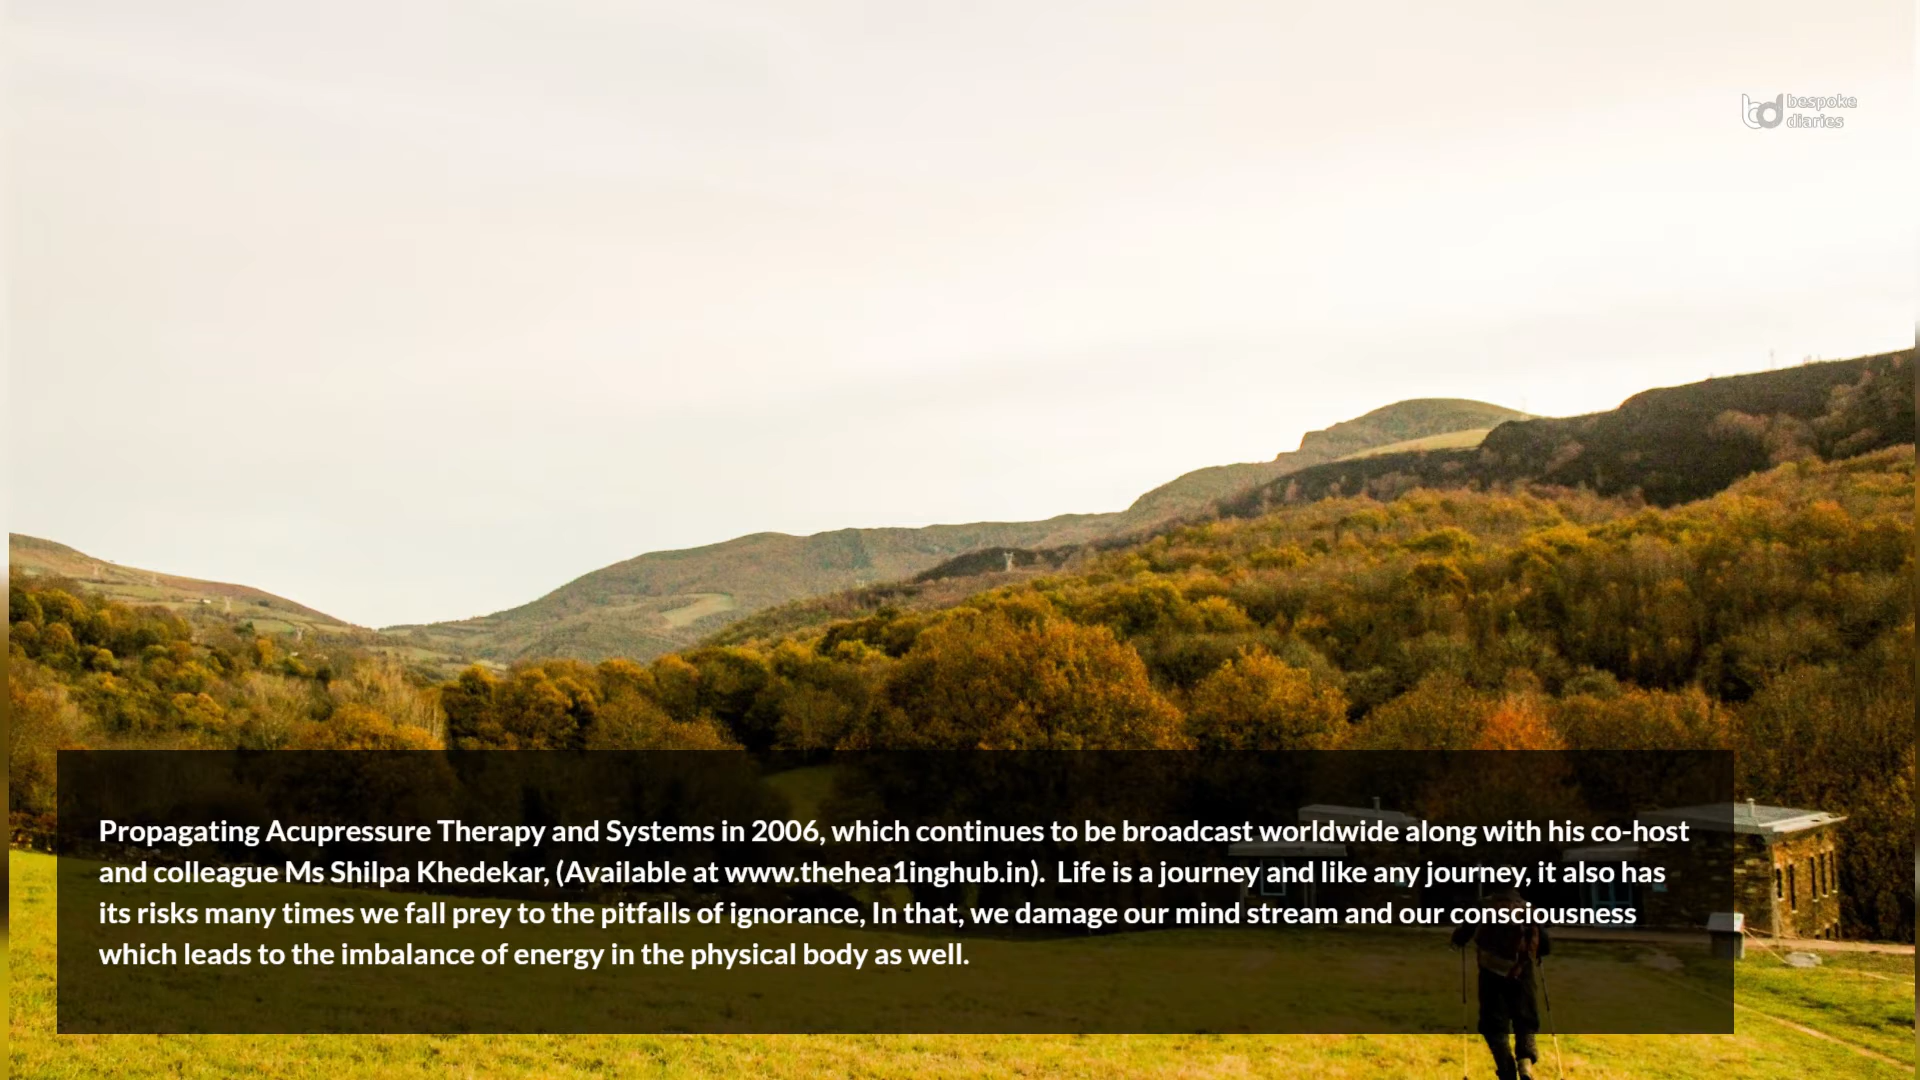 bespoke
diaries
Propagating Acupressure Therapy and Systems in 2006, which continues to be broadcast worldwide along with his co-host
and colleague Ms Shilpa Khedekar, (Available at www.thehea1inghub.in).  Life is a journey and like any journey, it also has
its risks many times we fall prey to the pitfalls of ignorance, In that, we damage our mind stream and our consciousness
which leads to the imbalance of energy in the physical body as well.